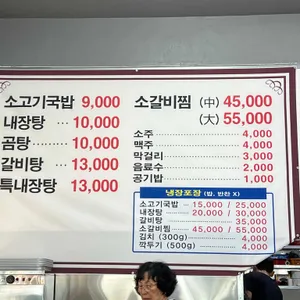 소고기국밥 9,000
내장탕 ··· 10,000
곰탕 ········ 10,000
갈비탕 ··· 13,000
특내장탕 13,000
소갈비찜 (中) 45,000
(大) 55,000
소주 ························ 4,000
맥주 ························ 4,000
막걸리 ····················· 3,000
음료수 ····················· 2,000
공기밥 ····················· 1,000
냉장포장 (밥, 반찬 X)
소고기국밥 ··· 15,000 / 25,000
내장탕 ········ 20,000 / 30,000
갈비탕 ····················· 35,000
소갈비찜 ······ 45,000 / 55,000
김치 (300g) ··············· 4,000
깍두기 (500g) ············ 4,000